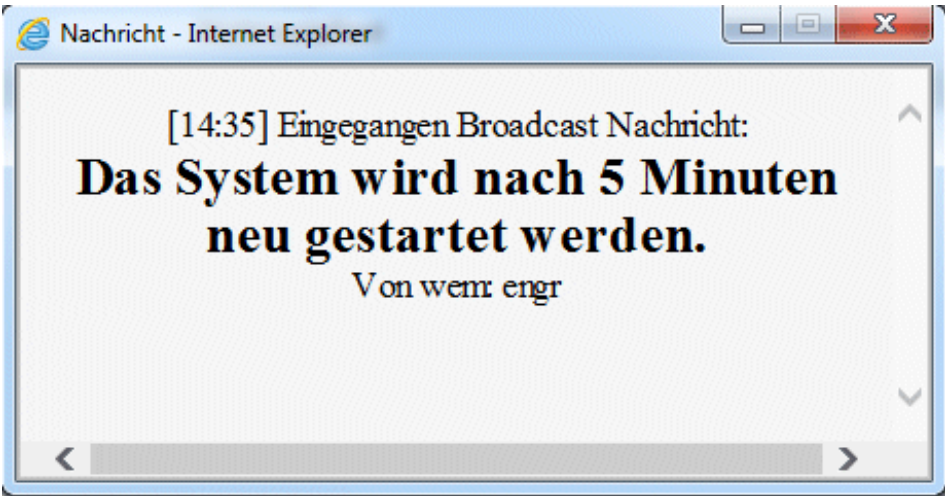 Nachricht - Internet Explorer
[14:35] Eingegangen Broadcast Nachricht:
Das System wird nach 5 Minuten
neu gestartet werden.
Von wem: engr